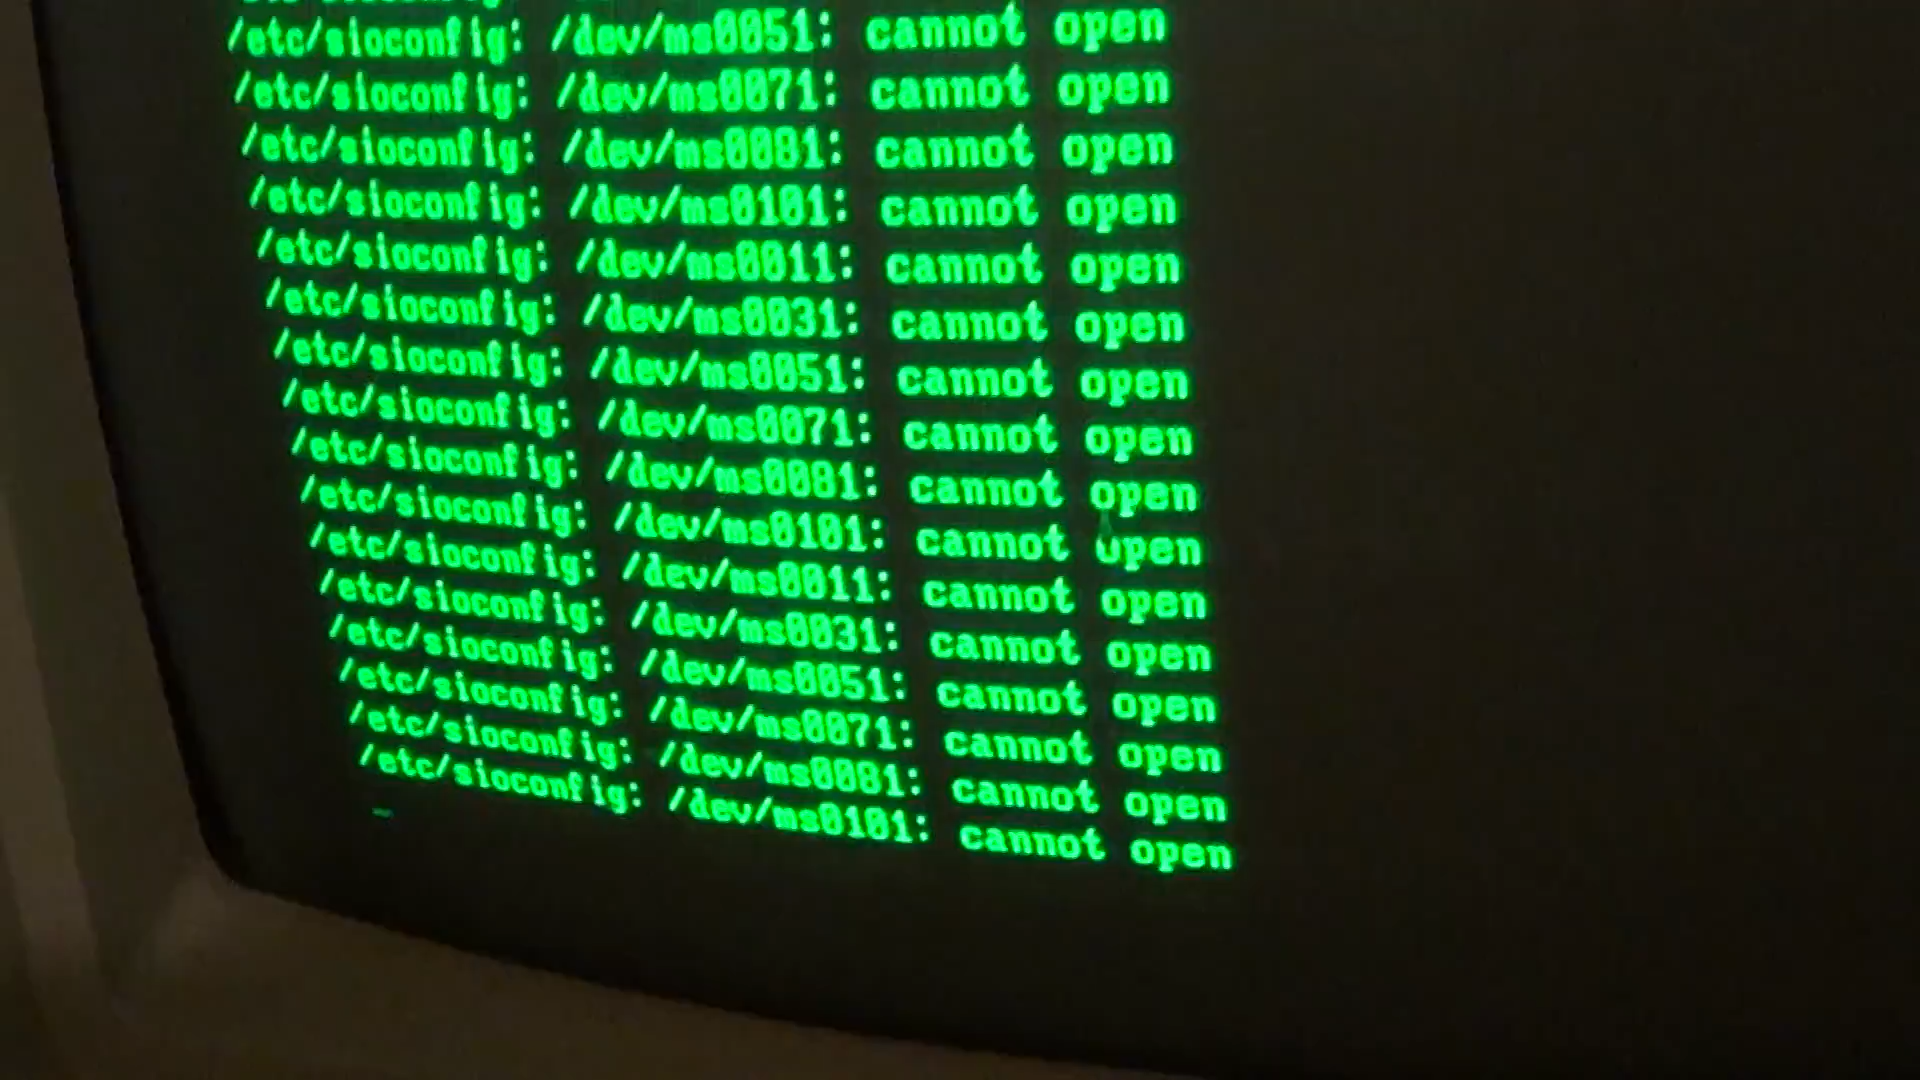 /etc/sioconfig: /dev/ms0051: cannot open
/etc/sioconfig: /dev/ms0071: cannot open
/etc/sioconfig: /dev/ms0081: cannot open
/etc/sioconfig: /dev/ms0101: cannot open
/etc/sioconfig: /dev/ms0011: cannot open
/etc/sioconfig: /dev/ms0031: cannot open
/etc/sioconfig: /dev/ms0051: cannot open
/etc/sioconfig: /dev/ms0071: cannot open
/etc/sioconfig: /dev/ms0081: cannot open
/etc/sioconfig: /dev/ms0101: cannot open
/etc/sioconfig: /dev/ms0011: cannot open
/etc/sioconfig: /dev/ms0031: cannot open
/etc/sioconfig: /dev/ms0051: cannot open
/etc/sioconfig: /dev/ms0071: cannot open
/etc/sioconfig: /dev/ms0081: cannot open
/etc/sioconfig: /dev/ms0101: cannot open